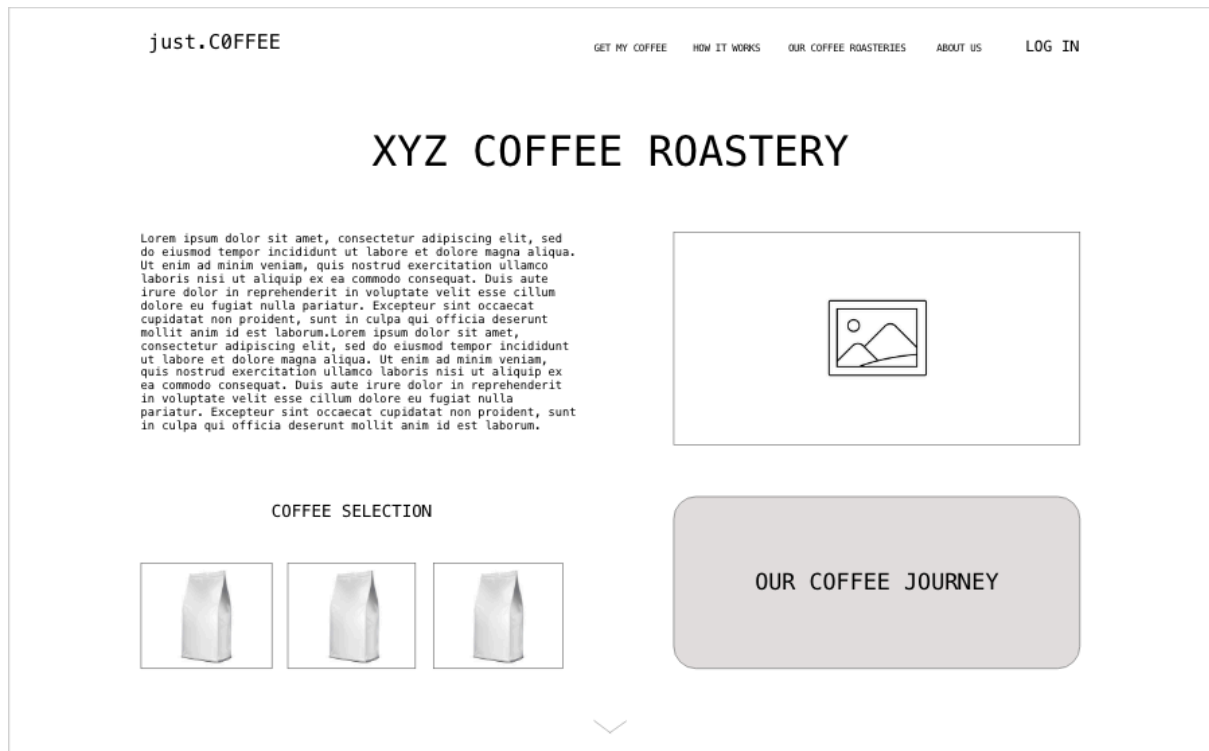 just.C0FFEE
GET MY COFFEE
HOW IT WORKS
OUR COFFEE ROASTERIES
ABOUT US
LOG IN
XYZ COFFEE ROASTERY
Lorem ipsum dolor sit amet, consectetur adipiscing elit, sed
do eiusmod tempor incididunt ut labore et dolore magna aliqua.
Ut enim ad minim veniam, quis nostrud exercitation ullamco
laboris nisi ut aliquip ex ea commodo consequat. Duis aute
irure dolor in reprehenderit in voluptate velit esse cillum
dolore eu fugiat nulla pariatur. Excepteur sint occaecat
cupidatat non proident, sunt in culpa qui officia deserunt
mollit anim id est laborum.Lorem ipsum dolor sit amet,
consectetur adipiscing elit, sed do eiusmod tempor incididunt
ut labore et dolore magna aliqua. Ut enim ad minim veniam,
quis nostrud exercitation ullamco laboris nisi ut aliquip ex
ea commodo consequat. Duis aute irure dolor in reprehenderit
in voluptate velit esse cillum dolore eu fugiat nulla
pariatur. Excepteur sint occaecat cupidatat non proident, sunt
in culpa qui officia deserunt mollit anim id est laborum.
COFFEE SELECTION
OUR COFFEE JOURNEY